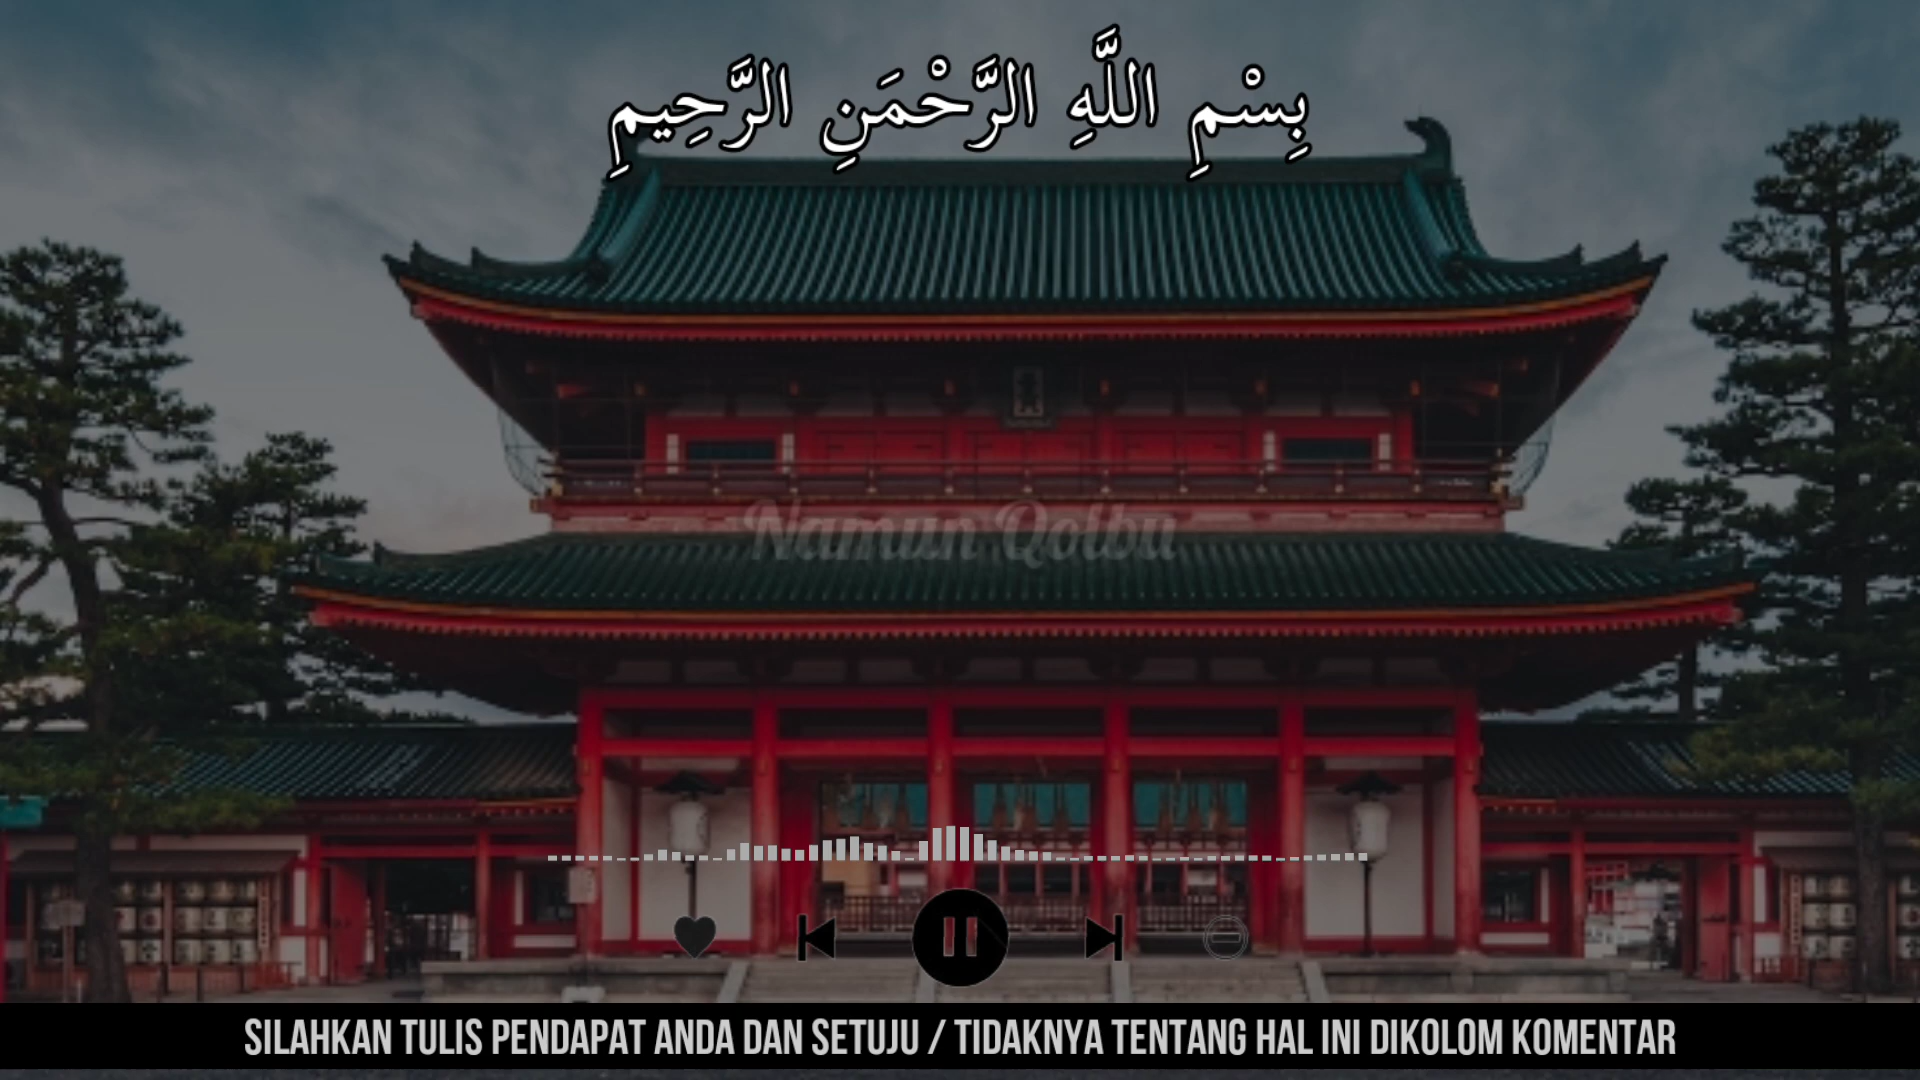 بِسْمِ اللَّهِ الرَّحْمَنِ الرَّحِيمِ
Namun Qolbu
SILAHKAN TULIS PENDAPAT ANDA DAN SETUJU / TIDAKNYA TENTANG HAL INI DIKOLOM KOMENTAR